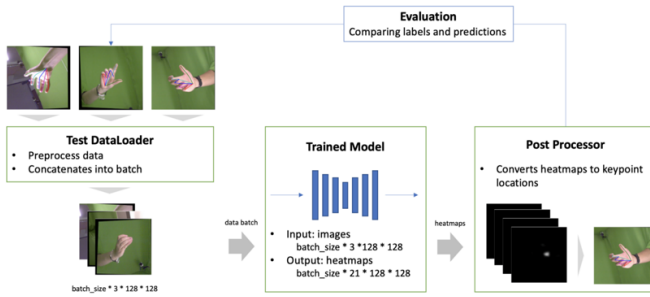 Evaluation
Comparing labels and predictions
Test DataLoader
• Preprocess data
• Concatenates into batch
batch_size * 3 * 128 * 128
data batch
Trained Model
• Input: images
batch_size * 3 *128 * 128
• Output: heatmaps
batch_size * 21 * 128 * 128
heatmaps
Post Processor
• Converts heatmaps to keypoint
locations